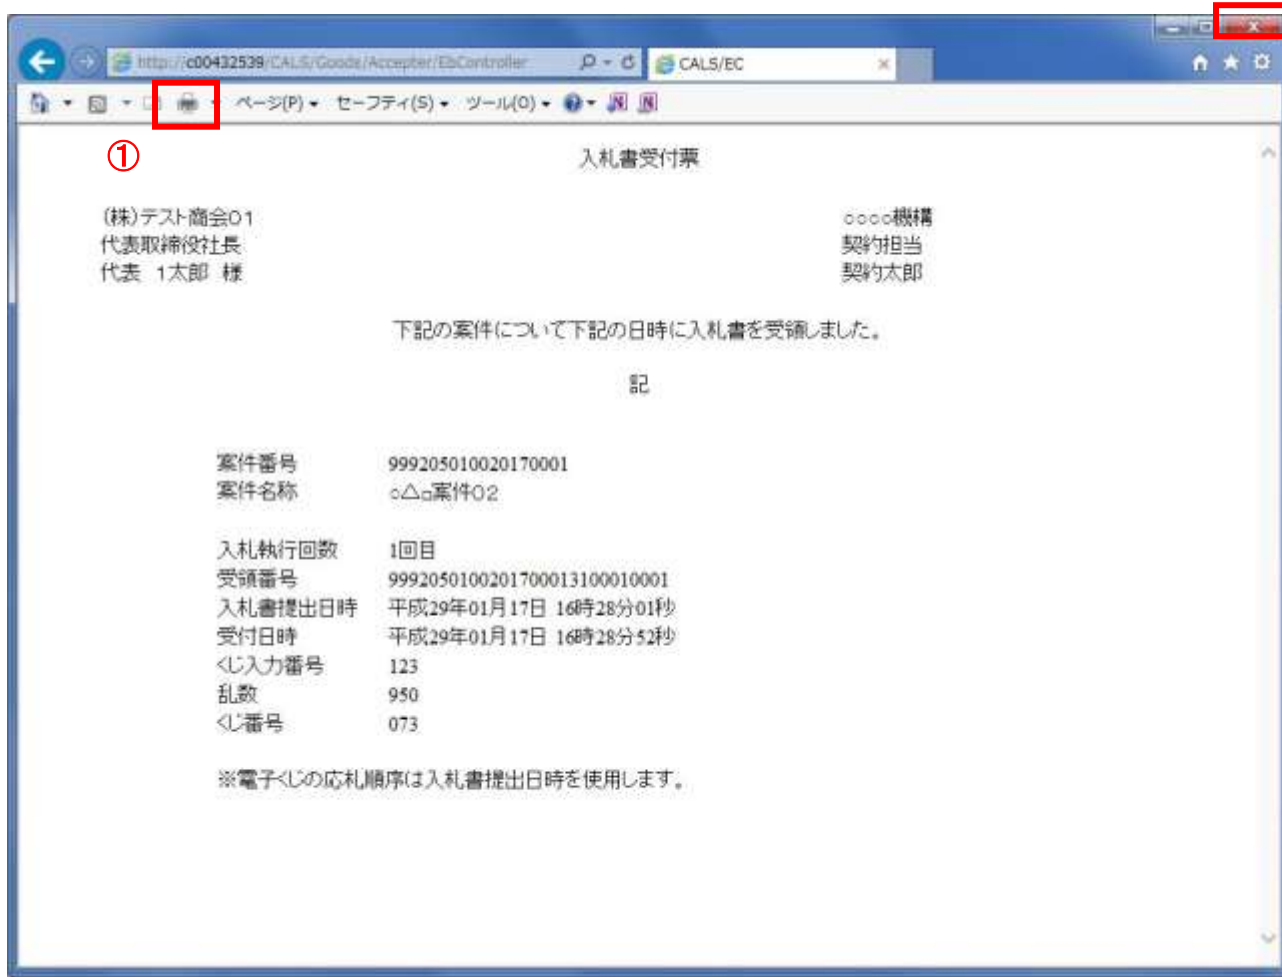 http://c00432539/CALS/Goods/Accepter/EbController
CALS/EC
ページ(P) セーフティ(S) ツール(O)
①
入札書受付票
(株)テスト商会01 ○○○○機構
代表取締役社長 契約担当
代表 1太郎 様 契約太郎
下記の案件について下記の日時に入札書を受領しました。
記
案件番号 999205010020170001
案件名称 ○△□案件02
入札執行回数 1回目
受領番号 9992050100201700013100010001
入札書提出日時 平成29年01月17日 16時28分01秒
受付日時 平成29年01月17日 16時28分52秒
くじ入力番号 123
乱数 950
くじ番号 073
※電子くじの応札順序は入札書提出日時を使用します。